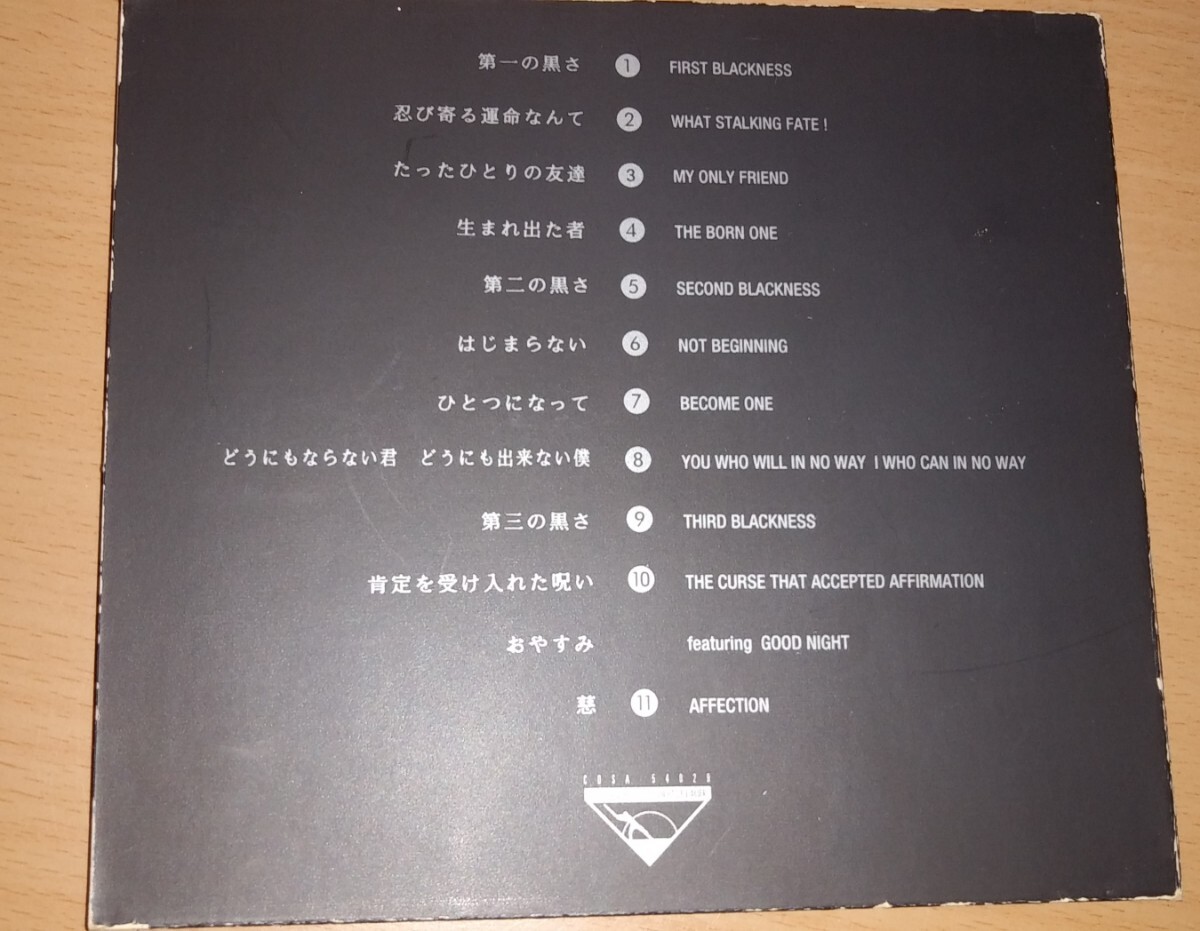 第一の黒さ 1 FIRST BLACKNESS
忍び寄る運命なんて 2 WHAT STALKING FATE !
たったひとりの友達 3 MY ONLY FRIEND
生まれ出た者 4 THE BORN ONE
第二の黒さ 5 SECOND BLACKNESS
はじまらない 6 NOT BEGINNING
ひとつになって 7 BECOME ONE
どうにもならない君　どうにも出来ない僕 8 YOU WHO WILL IN NO WAY I WHO CAN IN NO WAY
第三の黒さ 9 THIRD BLACKNESS
肯定を受け入れた呪い 10 THE CURSE THAT ACCEPTED AFFIRMATION
おやすみ featuring GOOD NIGHT
慈 11 AFFECTION
COSA 54028